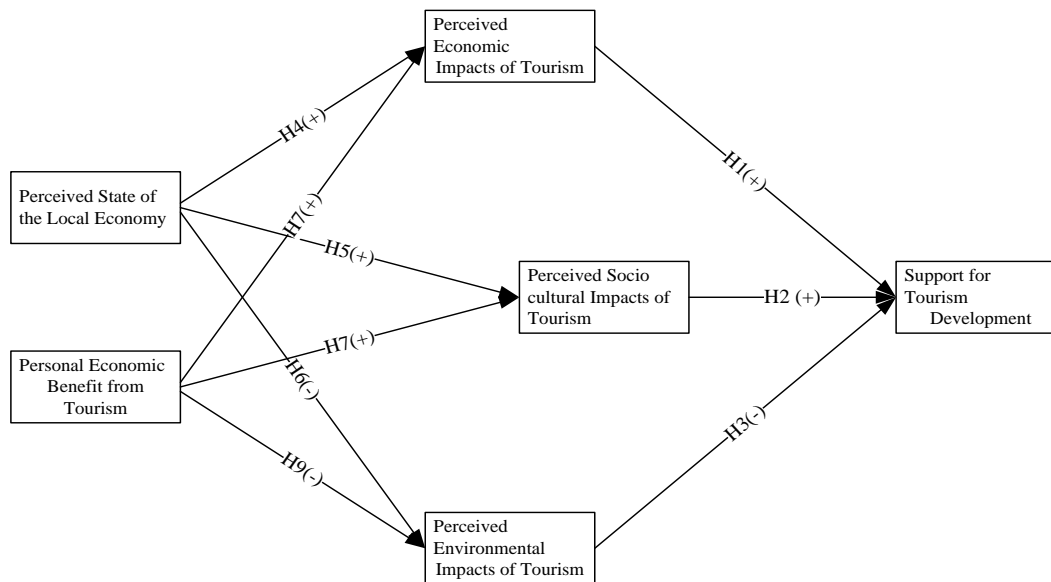 Perceived
Economic
Impacts of Tourism
H4(+)
H1(+)
Perceived State of
the Local Economy
H7(+)
H5(+)
Perceived Socio
cultural Impacts of
Tourism
H2 (+)
Support for
Tourism
Development
Personal Economic
Benefit from
Tourism
H7(+)
H6(-)
H3(-)
H9(-)
Perceived
Environmental
Impacts of Tourism